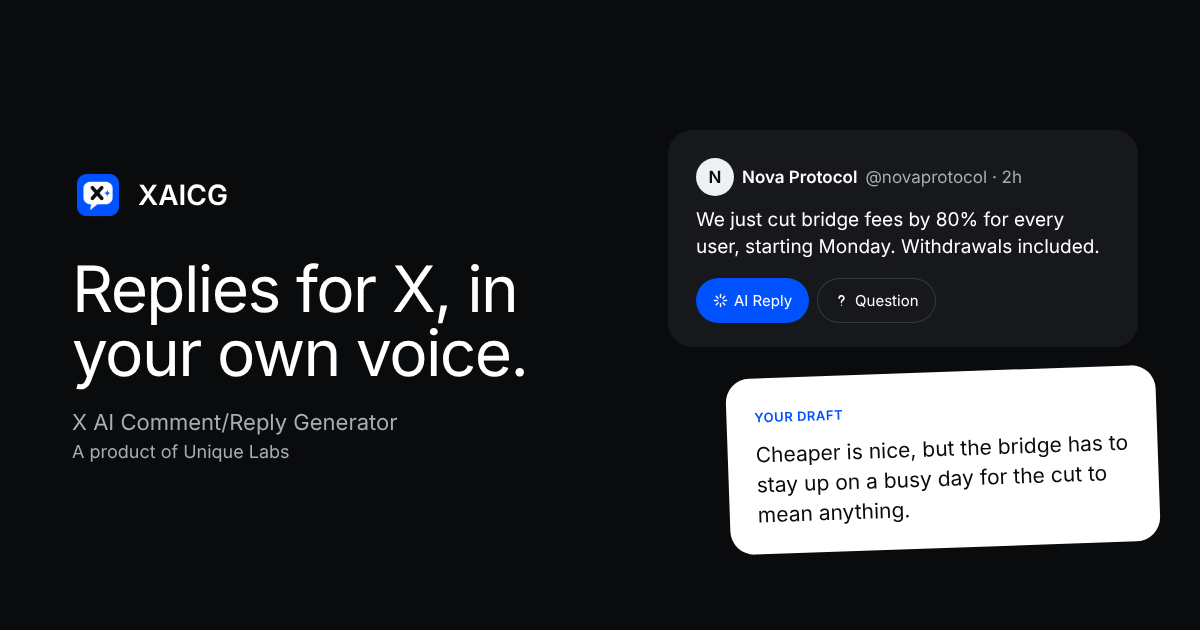 XAICG
Replies for X, in
your own voice.
X AI Comment/Reply Generator
A product of Unique Labs
N
Nova Protocol @novaprotocol · 2h
We just cut bridge fees by 80% for every
user, starting Monday. Withdrawals included.
AI Reply
? Question
YOUR DRAFT
Cheaper is nice, but the bridge has to
stay up on a busy day for the cut to
mean anything.